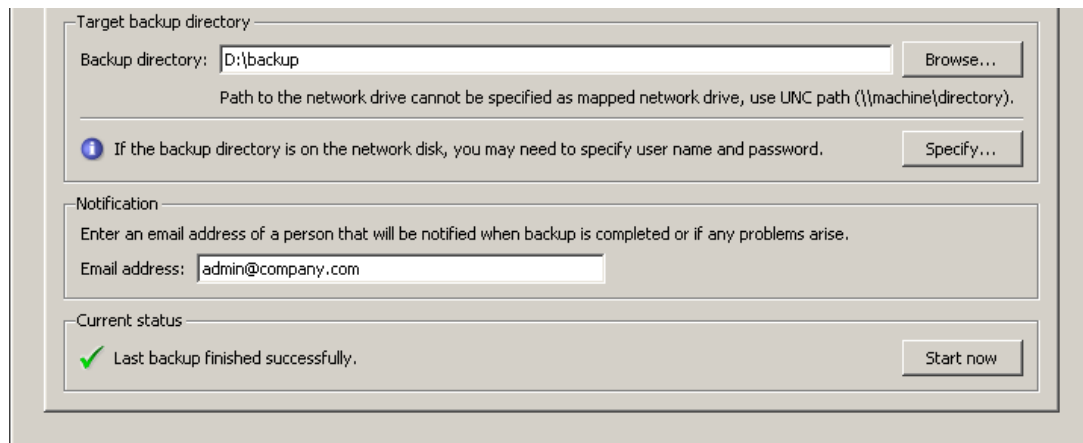 Target backup directory
Backup directory: D:\backup Browse...
Path to the network drive cannot be specified as mapped network drive, use UNC path (\\machine\directory).
If the backup directory is on the network disk, you may need to specify user name and password. Specify...
Notification
Enter an email address of a person that will be notified when backup is completed or if any problems arise.
Email address: admin@company.com
Current status
Last backup finished successfully. Start now